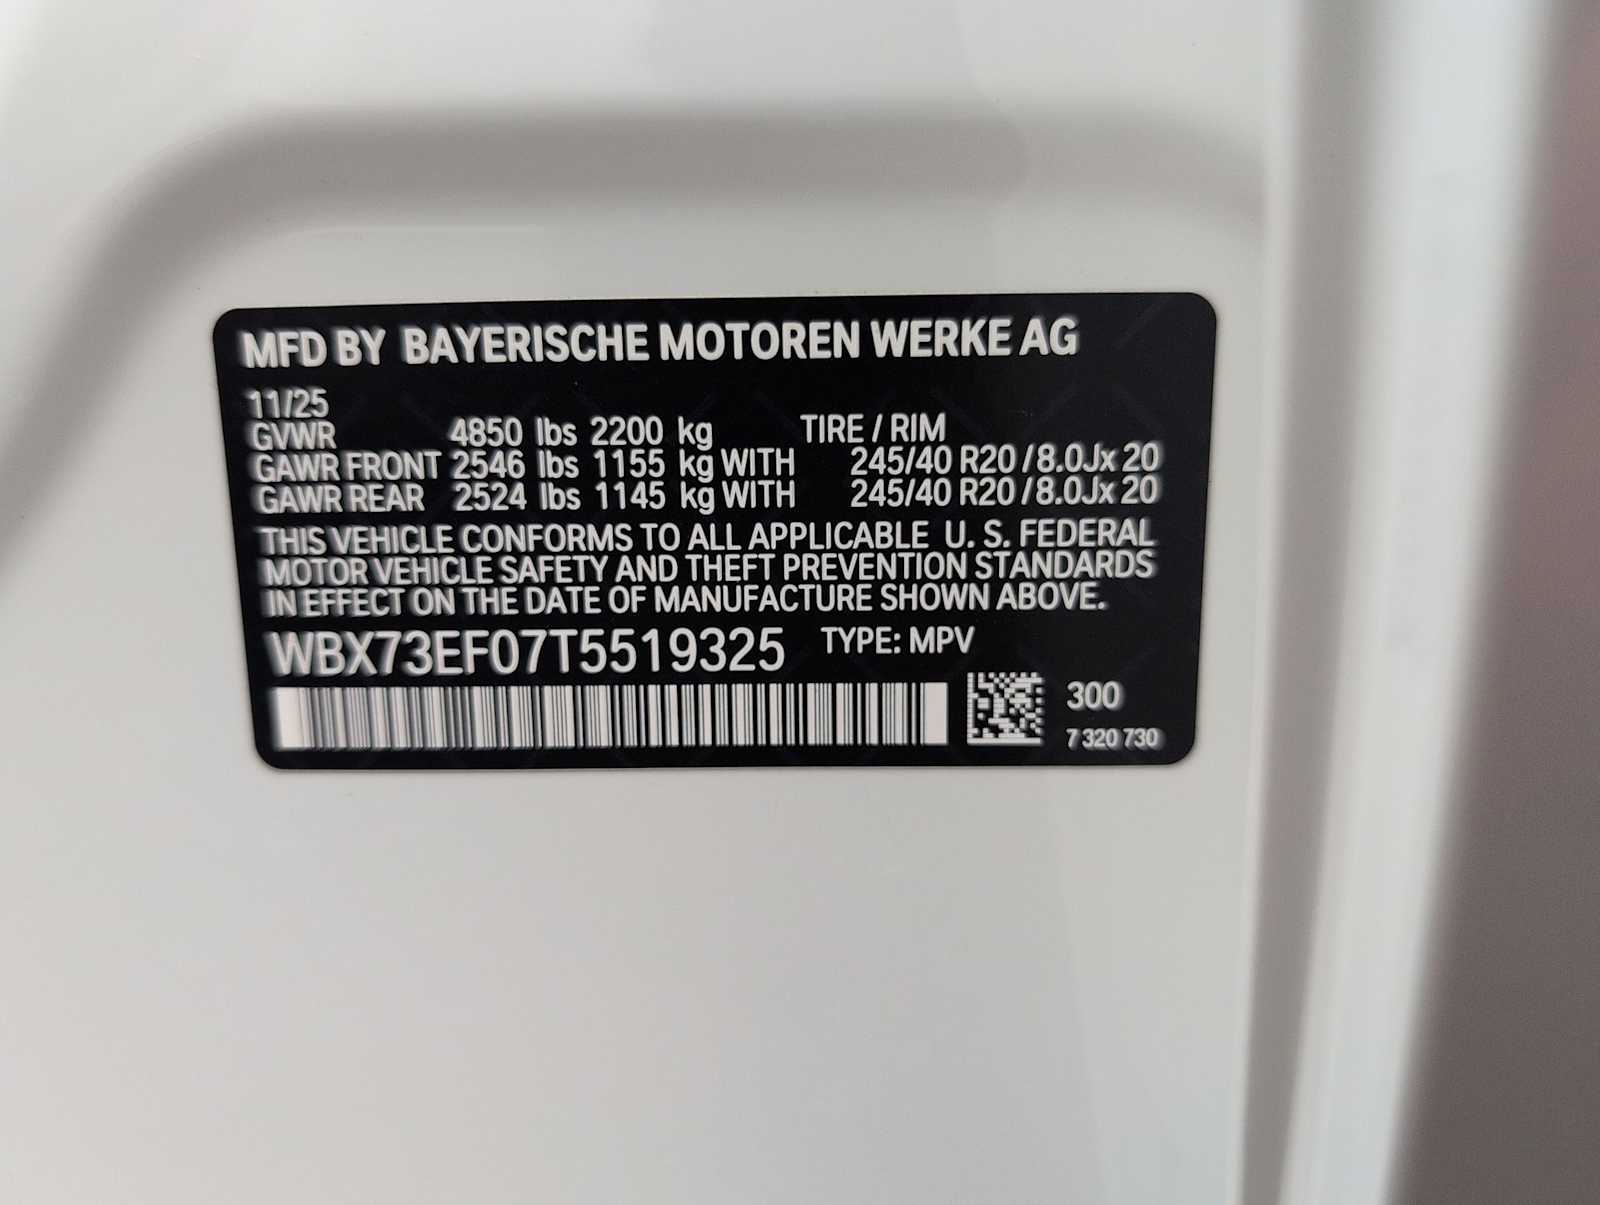 MFD BY BAYERISCHE MOTOREN WERKE AG
11/25
GVWR 4850 lbs 2200 kg TIRE / RIM
GAWR FRONT 2546 lbs 1155 kg WITH 245/40 R20 / 8.0Jx 20
GAWR REAR 2524 lbs 1145 kg WITH 245/40 R20 / 8.0Jx 20
THIS VEHICLE CONFORMS TO ALL APPLICABLE U. S. FEDERAL
MOTOR VEHICLE SAFETY AND THEFT PREVENTION STANDARDS
IN EFFECT ON THE DATE OF MANUFACTURE SHOWN ABOVE.
WBX73EF07T5519325 TYPE: MPV
300
7 320 730